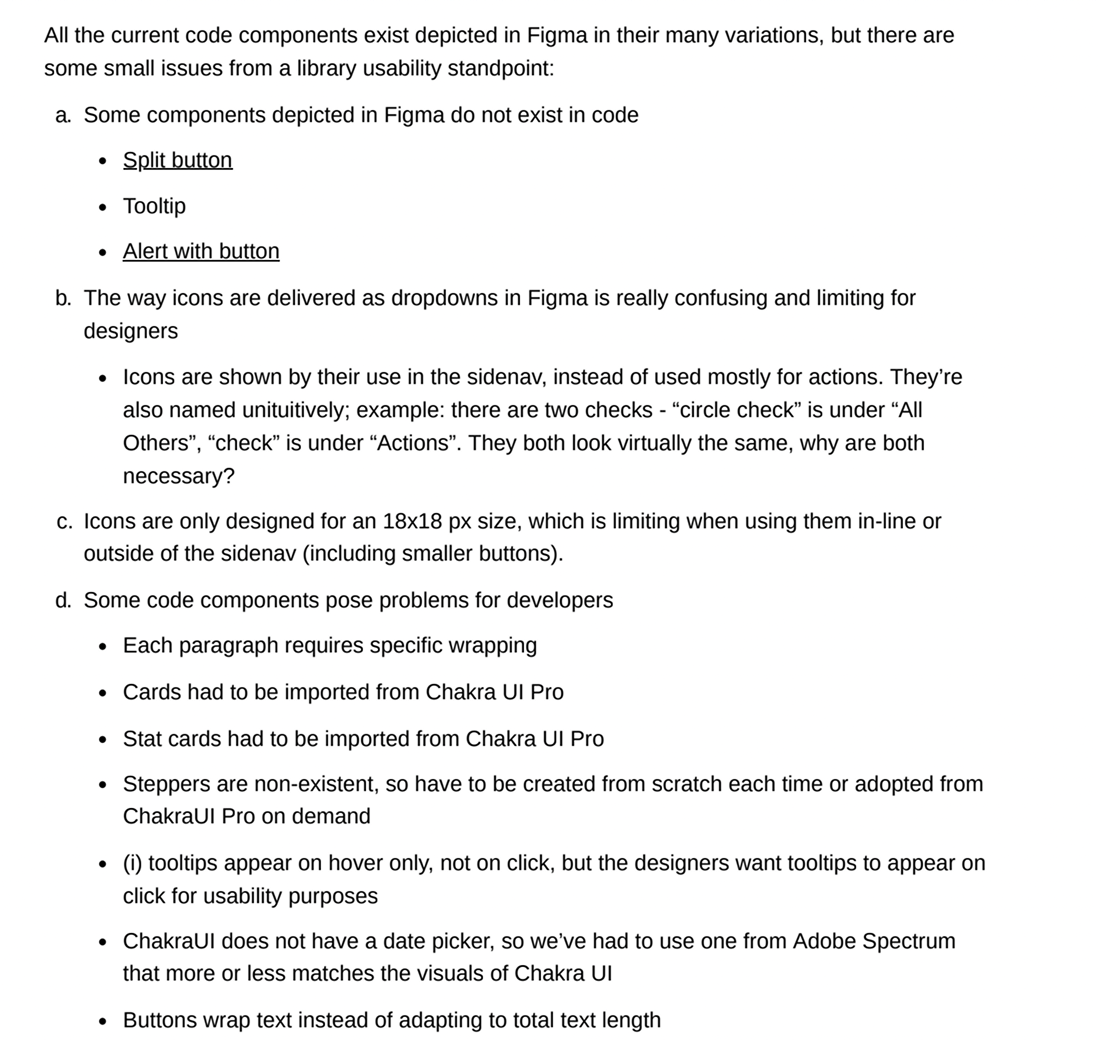 All the current code components exist depicted in Figma in their many variations, but there are
some small issues from a library usability standpoint:
a. Some components depicted in Figma do not exist in code
• Split button
• Tooltip
• Alert with button
b. The way icons are delivered as dropdowns in Figma is really confusing and limiting for
designers
• Icons are shown by their use in the sidenav, instead of used mostly for actions. They’re
also named unituitively; example: there are two checks - “circle check” is under “All
Others”, “check” is under “Actions”. They both look virtually the same, why are both
necessary?
c. Icons are only designed for an 18x18 px size, which is limiting when using them in-line or
outside of the sidenav (including smaller buttons).
d. Some code components pose problems for developers
• Each paragraph requires specific wrapping
• Cards had to be imported from Chakra UI Pro
• Stat cards had to be imported from Chakra UI Pro
• Steppers are non-existent, so have to be created from scratch each time or adopted from
ChakraUI Pro on demand
• (i) tooltips appear on hover only, not on click, but the designers want tooltips to appear on
click for usability purposes
• ChakraUI does not have a date picker, so we’ve had to use one from Adobe Spectrum
that more or less matches the visuals of Chakra UI
• Buttons wrap text instead of adapting to total text length